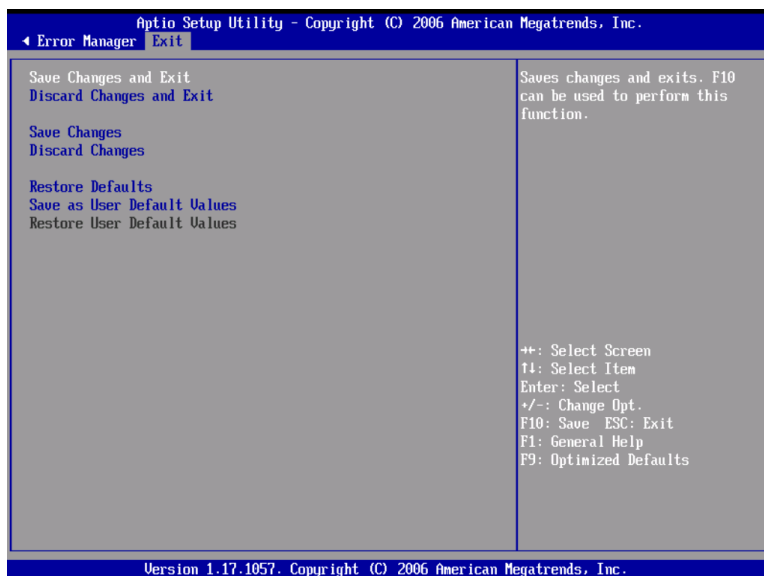 Aptio Setup Utility - Copyright (C) 2006 American Megatrends, Inc.
Error Manager Exit
Save Changes and Exit
Discard Changes and Exit
Save Changes
Discard Changes
Restore Defaults
Save as User Default Values
Restore User Default Values
Saves changes and exits. F10
can be used to perform this
function.
→←: Select Screen
↑↓: Select Item
Enter: Select
+/-: Change Opt.
F10: Save ESC: Exit
F1: General Help
F9: Optimized Defaults
Version 1.17.1057. Copyright (C) 2006 American Megatrends, Inc.